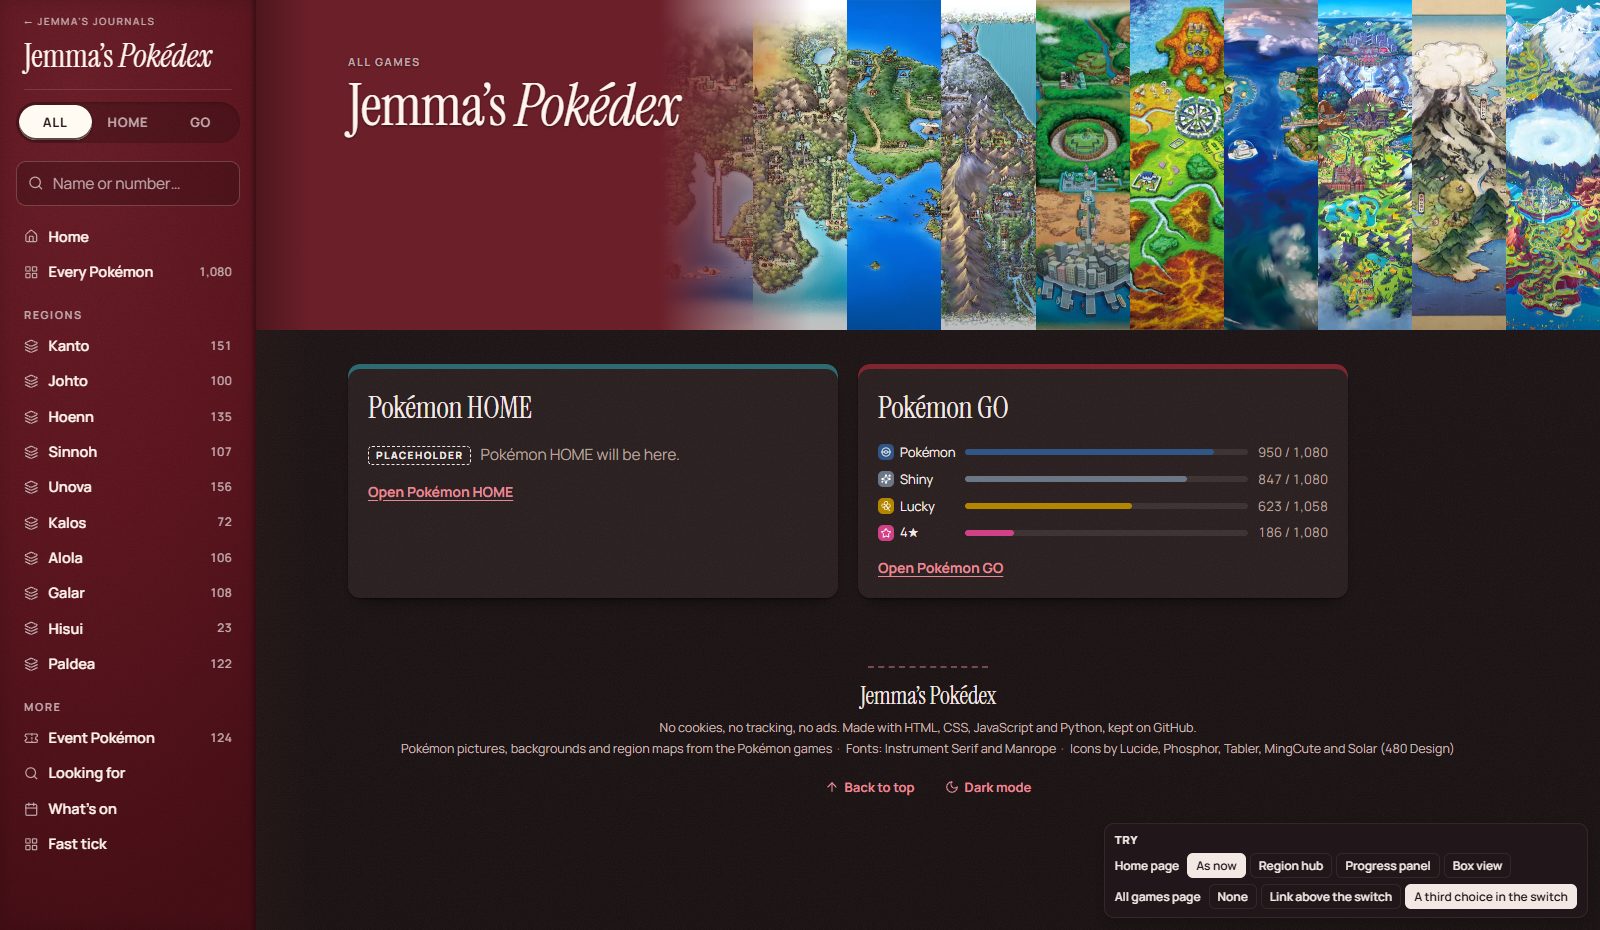 ← JEMMA'S JOURNALS
Jemma's Pokédex
ALL HOME GO
Name or number...
Home
Every Pokémon 1,080
REGIONS
Kanto 151
Johto 100
Hoenn 135
Sinnoh 107
Unova 156
Kalos 72
Alola 106
Galar 108
Hisui 23
Paldea 122
MORE
Event Pokémon 124
Looking for
What's on
Fast tick
ALL GAMES
Jemma's Pokédex
Pokémon HOME
PLACEHOLDER Pokémon HOME will be here.
Open Pokémon HOME
Pokémon GO
Pokémon 950 / 1,080
Shiny 847 / 1,080
Lucky 623 / 1,058
4★ 186 / 1,080
Open Pokémon GO
Jemma's Pokédex
No cookies, no tracking, no ads. Made with HTML, CSS, JavaScript and Python, kept on GitHub.
Pokémon pictures, backgrounds and region maps from the Pokémon games · Fonts: Instrument Serif and Manrope · Icons by Lucide, Phosphor, Tabler, MingCute and Solar (480 Design)
↑ Back to top Dark mode
TRY
Home page As now Region hub Progress panel Box view
All games page None Link above the switch A third choice in the switch